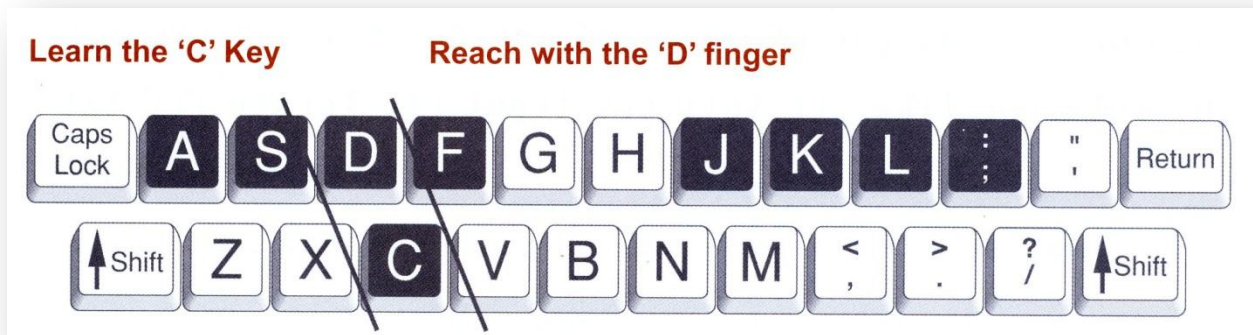 Learn the ‘C’ Key Reach with the ‘D’ finger
Caps Lock A S D F G H J K L : ; " ' Return
Shift Z X C V B N M < , > . ? / Shift